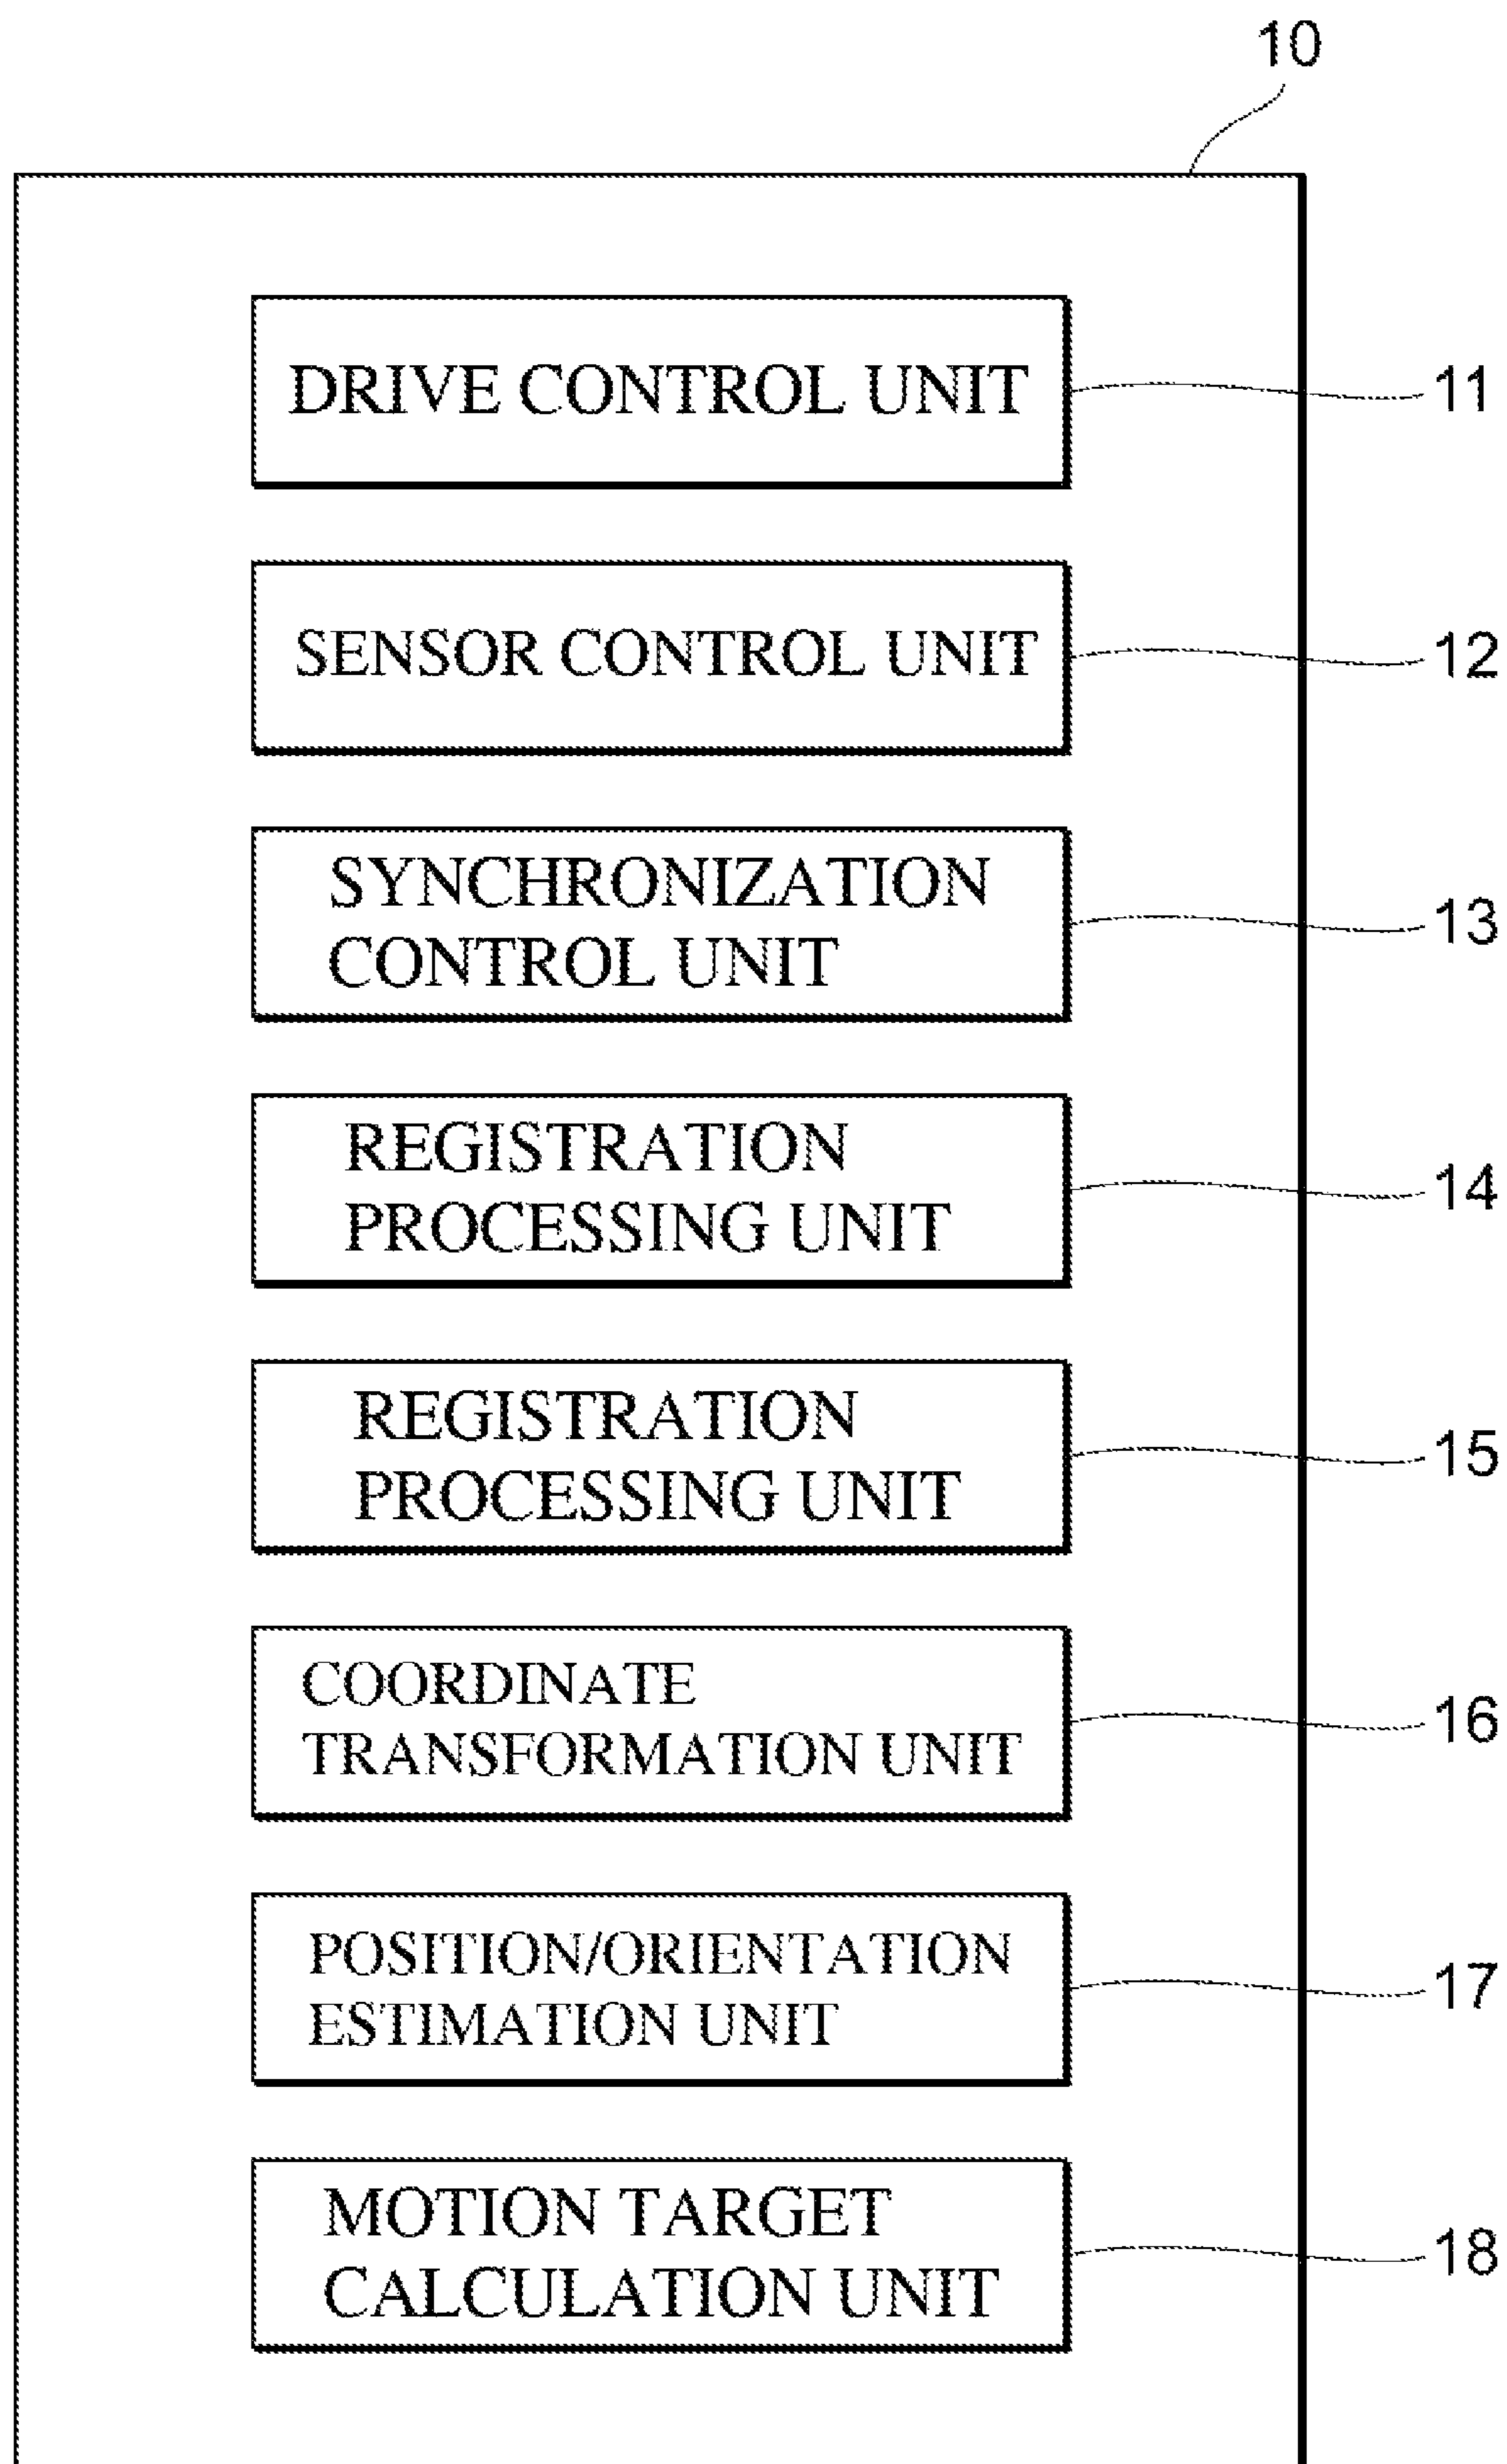 10
DRIVE CONTROL UNIT
11
SENSOR CONTROL UNIT
12
SYNCHRONIZATION
CONTROL UNIT
13
REGISTRATION
PROCESSING UNIT
14
REGISTRATION
PROCESSING UNIT
15
COORDINATE
TRANSFORMATION UNIT
16
POSITION/ORIENTATION
ESTIMATION UNIT
17
MOTION TARGET
CALCULATION UNIT
18